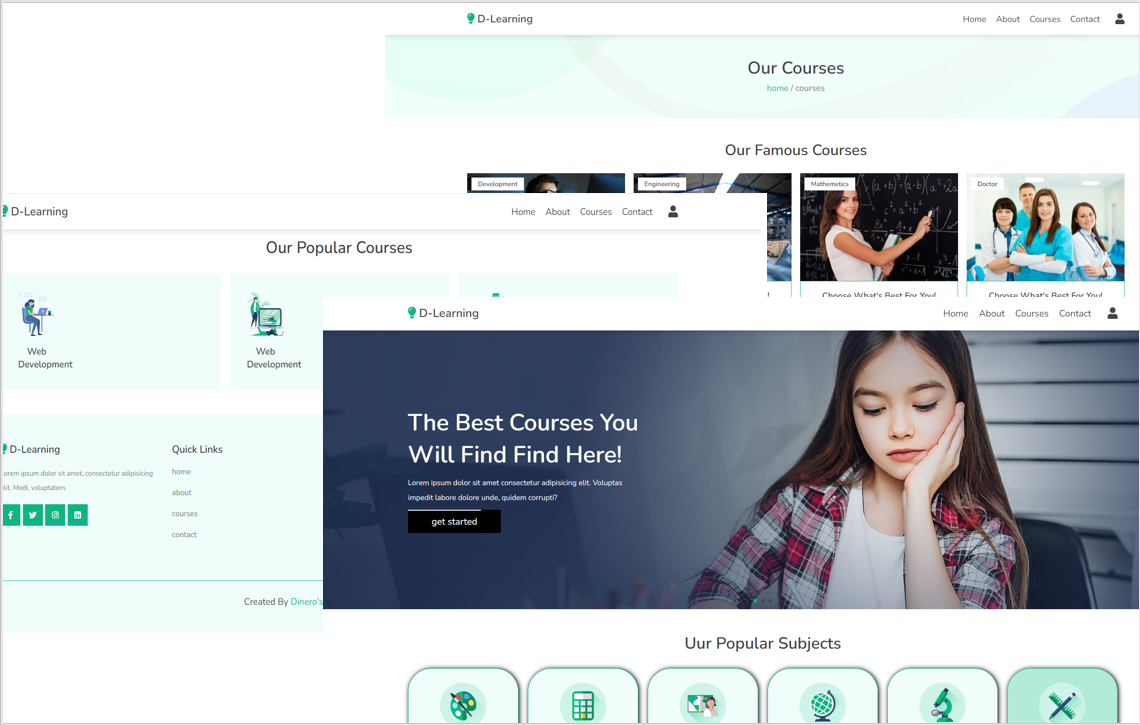 D-Learning
Home About Courses Contact
Our Courses
home / courses
Our Famous Courses
Development
Engineering
Mathemetics
Doctor
Choose What's Best For You!
Choose What's Best For You!
D-Learning
Home About Courses Contact
Our Popular Courses
Web
Development
Web
Development
D-Learning
Lorem ipsum dolor sit amet, consectetur adipisicing
elit. Modi, voluptatem.
Quick Links
home
about
courses
contact
Created By Dinero's
D-Learning
Home About Courses Contact
The Best Courses You
Will Find Find Here!
Lorem ipsum dolor sit amet consectetur adipisicing elit. Voluptas
impedit labore dolore unde, quidem corrupti?
get started
Uur Popular Subjects